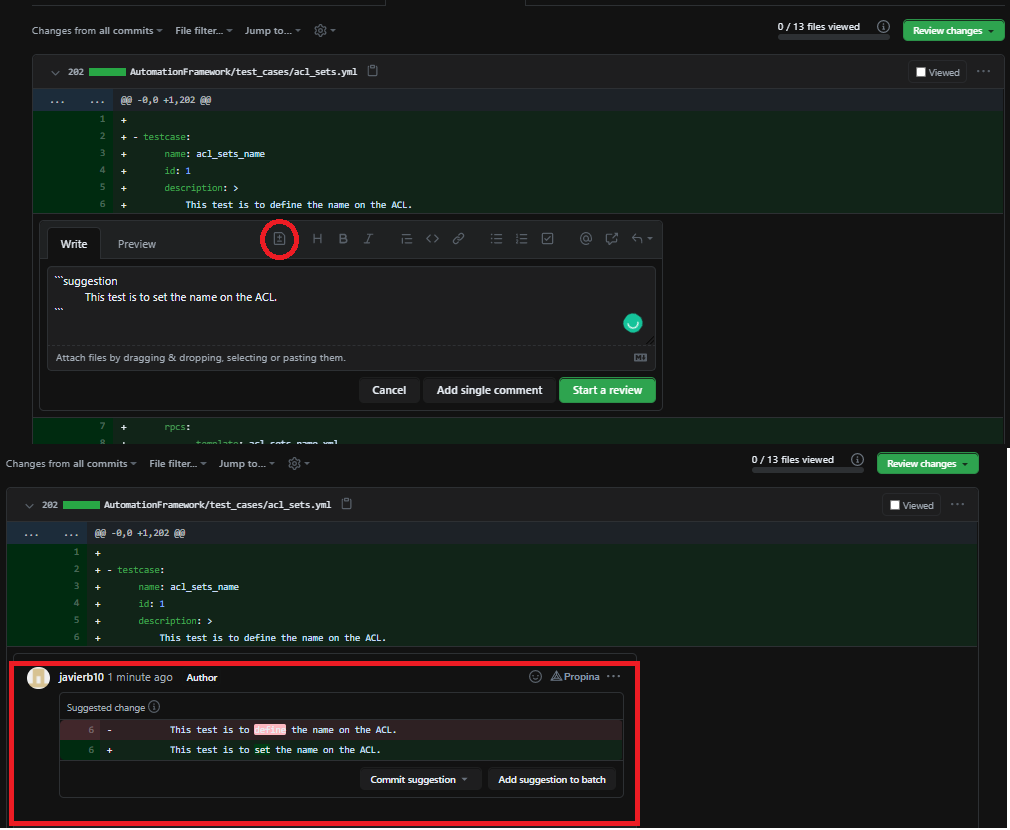 Changes from all commits File filter... Jump to... 0 / 13 files viewed Review changes
202 AutomationFramework/test_cases/acl_sets.yml Viewed ...
... ... @@ -0,0 +1,202 @@
1 +
2 + - testcase:
3 + name: acl_sets_name
4 + id: 1
5 + description: >
6 + This test is to define the name on the ACL.
Write Preview H B I <> @
```suggestion
This test is to set the name on the ACL.
```
Attach files by dragging & dropping, selecting or pasting them.
Cancel Add single comment Start a review
7 + rpcs:
8 + template: acl_sets_name.yml
Changes from all commits File filter... Jump to... 0 / 13 files viewed Review changes
202 AutomationFramework/test_cases/acl_sets.yml Viewed ...
... ... @@ -0,0 +1,202 @@
1 +
2 + - testcase:
3 + name: acl_sets_name
4 + id: 1
5 + description: >
6 + This test is to define the name on the ACL.
javierb10 1 minute ago Author Propina ...
Suggested change
6 - This test is to define the name on the ACL.
6 + This test is to set the name on the ACL.
Commit suggestion Add suggestion to batch